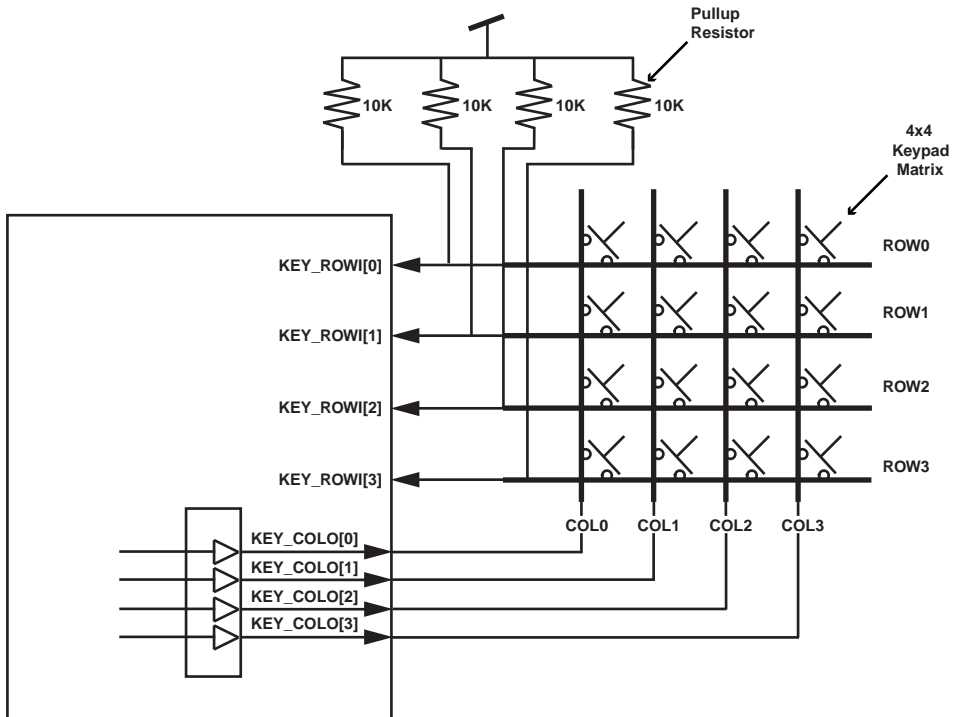 Pullup
Resistor
10K
10K
10K
10K
4x4
Keypad
Matrix
ROW0
KEY_ROWI[0]
ROW1
KEY_ROWI[1]
ROW2
KEY_ROWI[2]
ROW3
KEY_ROWI[3]
COL0
COL1
COL2
COL3
KEY_COLO[0]
KEY_COLO[1]
KEY_COLO[2]
KEY_COLO[3]